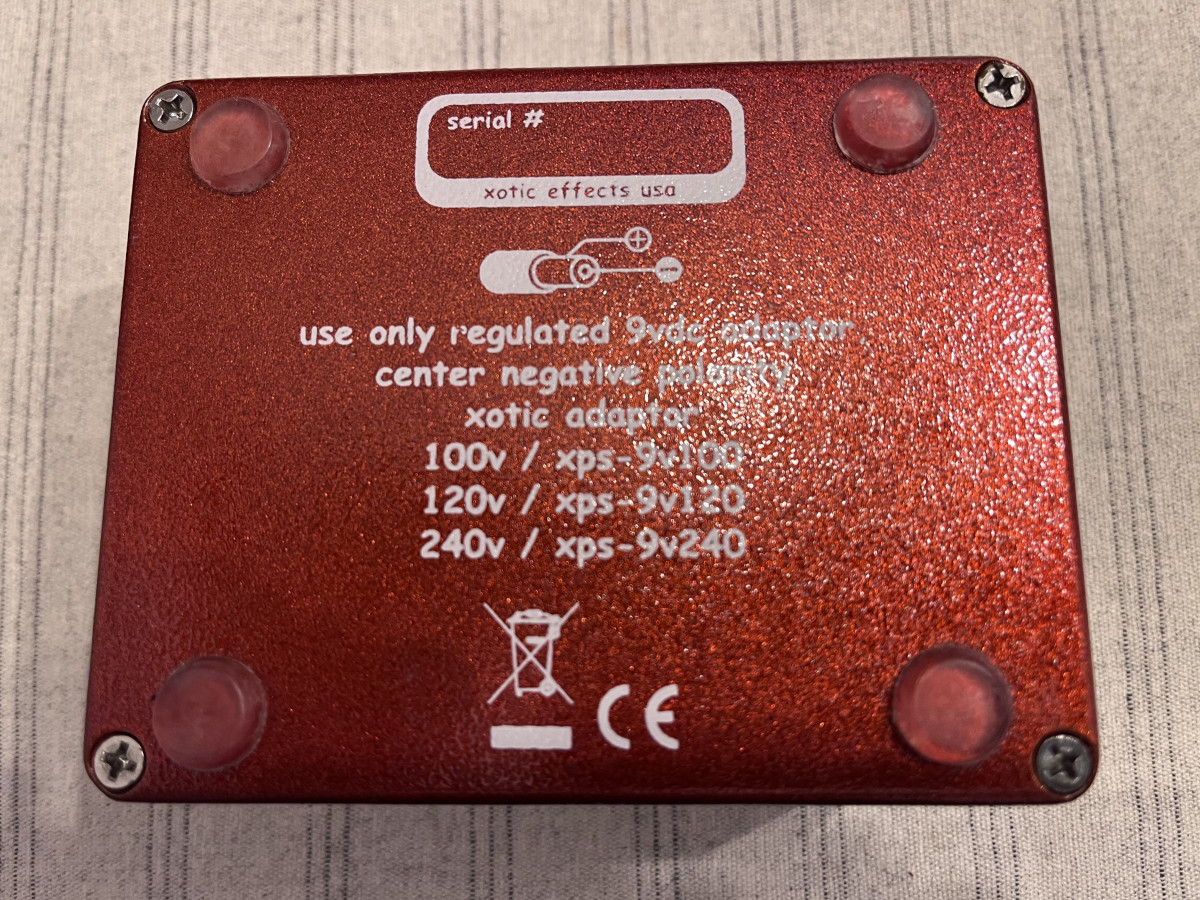 serial #
xotic effects usa
use only regulated 9vdc adaptor,
center negative polarity
xotic adaptor
100v / xps-9v100
120v / xps-9v120
240v / xps-9v240
CE